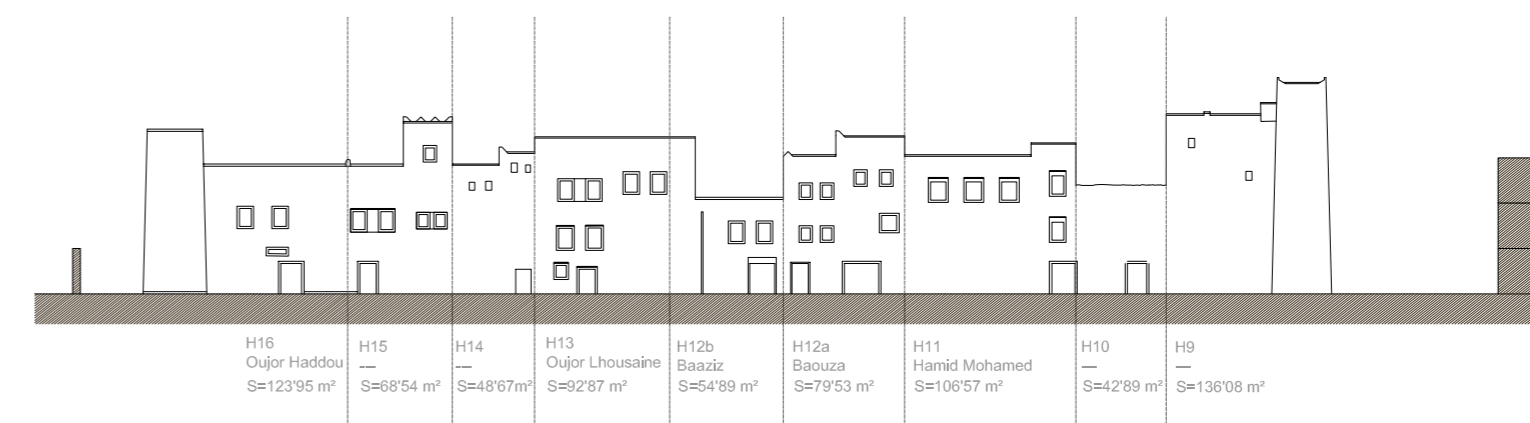 H16
Oujor Haddou
S=123'95 m²
H15
---
S=68'54 m²
H14
---
S=48'67m²
H13
Oujor Lhousaine
S=92'87 m²
H12b
Baaziz
S=54'89 m²
H12a
Baouza
S=79'53 m²
H11
Hamid Mohamed
S=106'57 m²
H10
—
S=42'89 m²
H9
—
S=136'08 m²